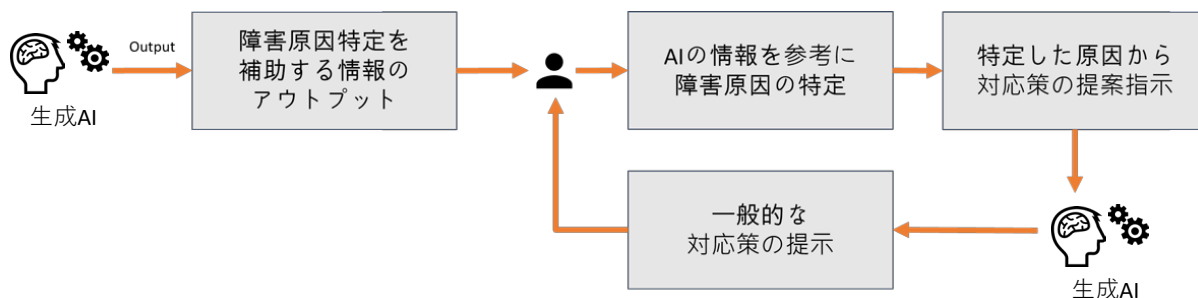 生成AI
Output
障害原因特定を
補助する情報の
アウトプット
AIの情報を参考に
障害原因の特定
特定した原因から
対応策の提案指示
生成AI
一般的な
対応策の提示